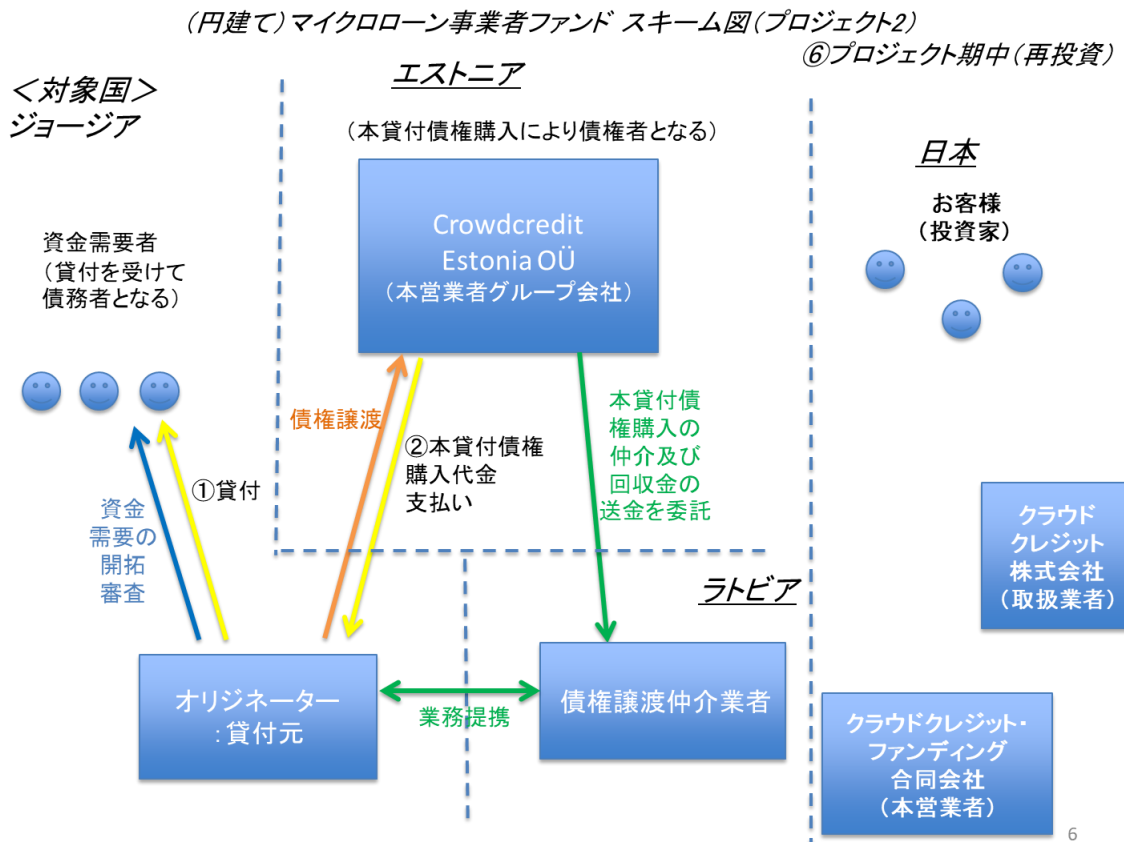 (円建て)マイクロローン事業者ファンド スキーム図(プロジェクト2)
⑥プロジェクト期中(再投資)
＜対象国＞
ジョージア
エストニア
(本貸付債権購入により債権者となる)
日本
お客様
(投資家)
Crowdcredit
Estonia OÜ
(本営業者グループ会社)
資金需要者
(貸付を受けて
債務者となる)
債権譲渡
②本貸付債権
購入代金
支払い
本貸付債
権購入の
仲介及び
回収金の
送金を委託
①貸付
資金
需要の
開拓
審査
クラウド
クレジット
株式会社
(取扱業者)
ラトビア
オリジネーター
:貸付元
業務提携
債権譲渡仲介業者
クラウドクレジット・
ファンディング
合同会社
(本営業者)
6